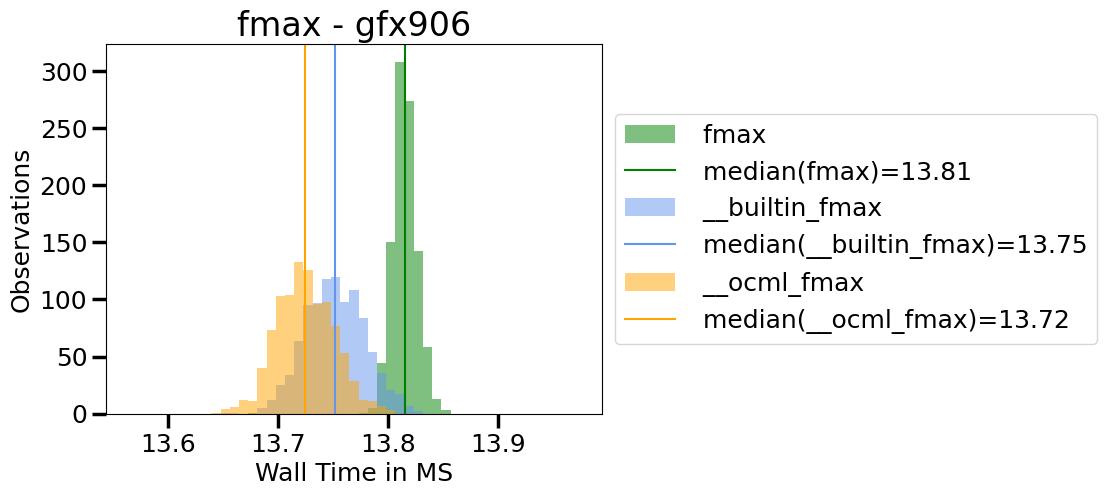 fmax - gfx906
Observations
300
250
200
150
100
50
0
13.6 13.7 13.8 13.9
Wall Time in MS
fmax
median(fmax)=13.81
__builtin_fmax
median(__builtin_fmax)=13.75
__ocml_fmax
median(__ocml_fmax)=13.72